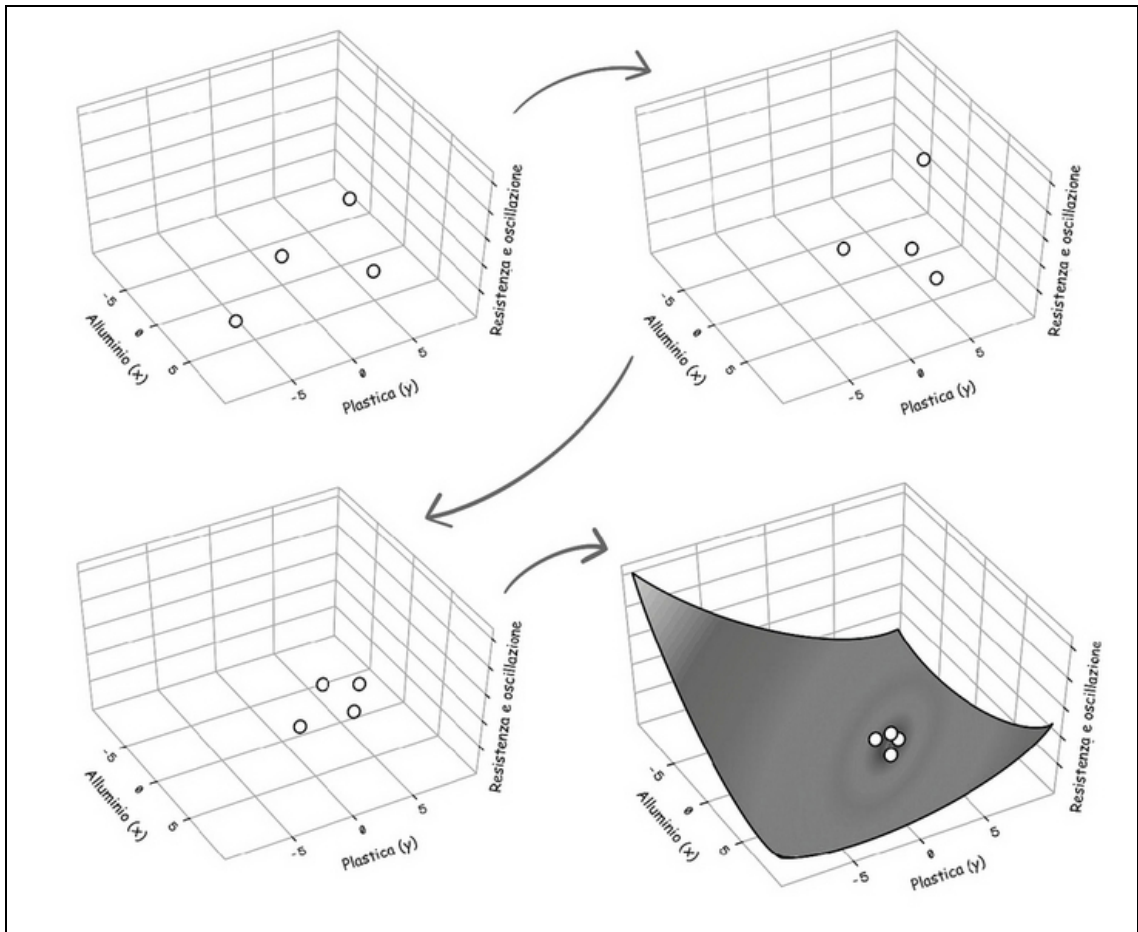 Resistenza e oscillazione
-5
0
5
Alluminio (x)
-5
0
5
Plastica (y)
Resistenza e oscillazione
-5
0
5
Alluminio (x)
-5
0
5
Plastica (y)
Resistenza e oscillazione
-5
0
5
Alluminio (x)
-5
0
5
Plastica (y)
Resistenza e oscillazione
-5
0
5
Alluminio (x)
-5
0
5
Plastica (y)